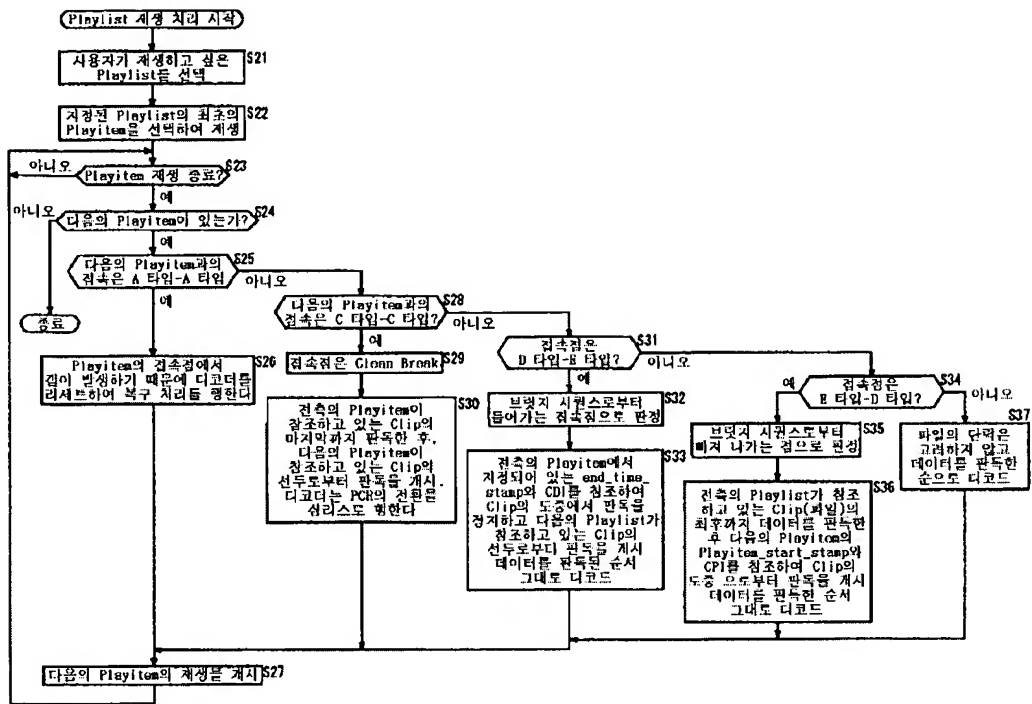 Playlist 재생 처리 시작
사용자가 재생하고 싶은
Playlist를 선택
S21
지정된 Playlist의 최초의
Playitem을 선택하여 재생
S22
아니오
Playitem 재생 종료?
S23
예
아니오
다음의 Playitem이 있는가?
S24
예
종료
다음의 Playitem과의
접속은 A 타입-A 타입
S25
아니오
예
Playitem의 접속점에서
갭이 발생하기 때문에 디코더를
리세트하여 복구 처리를 행한다
S26
다음의 Playitem과의
접속은 C 타입-C 타입?
S28
아니오
예
접속점은 Clean Break
S29
전측의 Playitem이
참조하고 있는 Clip의
마지막까지 판독한 후,
다음의 Playitem이
참조하고 있는 Clip의
선두로부터 판독을 개시.
디코더는 PCR의 전환을
심리스로 행한다
S30
접속점은
D 타입-E 타입?
S31
아니오
예
브릿지 시퀀스로부터
들어가는 접속점으로 판정
S32
전측의 Playitem에서
지정되어 있는 end_time_
stamp와 CDI를 참조하여
Clip의 도중에서 판독을
정지하고 다음의 Playlist가
참조하고 있는 Clip의
선두로부터 판독을 개시
데이터를 판독된 순서
그대로 디코드
S33
접속점은
E 타입-D 타입?
S34
예
아니오
브릿지 시퀀스로부터
빠져 나가는 점으로 판정
S35
전측의 Playlist가 참조
하고 있는 Clip(파일)의
최후까지 데이터를 판독한
후 다음의 Playitem의
Playitem_start_stamp와
CPI를 참조하여 Clip의
도중 으로부터 판독을 개시
데이터를 판독한 순서
그대로 디코드
S36
파일의 단력은
고려하지 않고
데이터를 판독한
순으로 디코드
S37
다음의 Playitem의 재생을 개시
S27